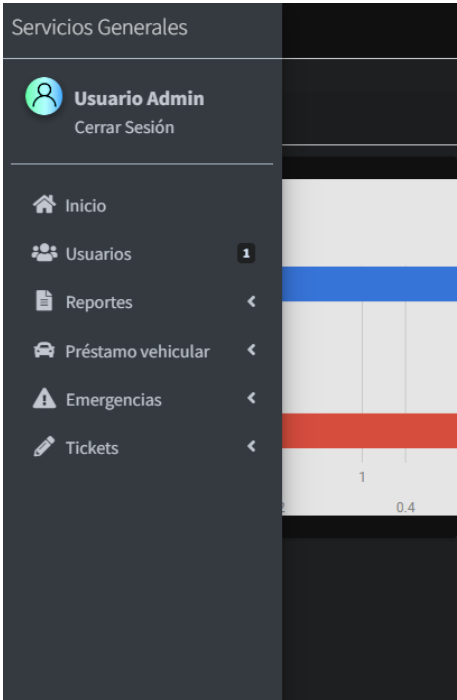 Servicios Generales
Usuario Admin
Cerrar Sesión
Inicio
Usuarios 1
Reportes
Préstamo vehicular
Emergencias
Tickets
1
0.4